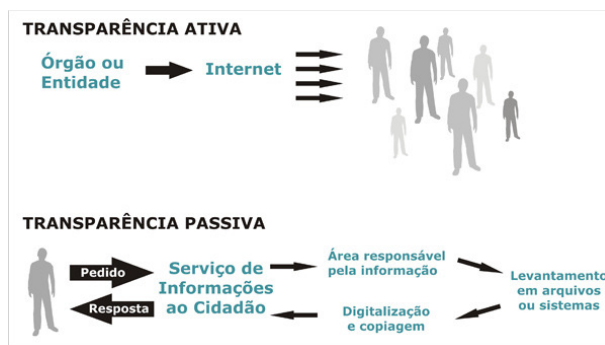 TRANSPARÊNCIA ATIVA
Órgão ou
Entidade
Internet
TRANSPARÊNCIA PASSIVA
Pedido
Resposta
Serviço de
Informações
ao Cidadão
Área responsável
pela informação
Levantamento
em arquivos
ou sistemas
Digitalização
e copiagem